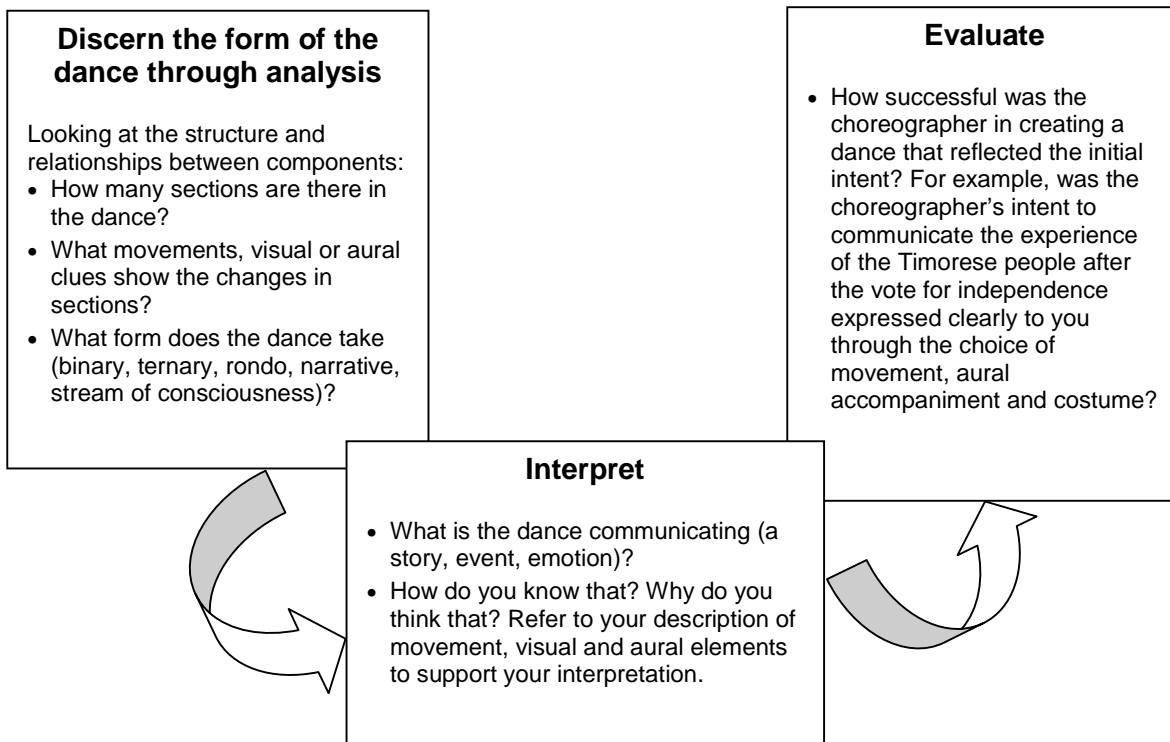 Discern the form of the
dance through analysis
Looking at the structure and
relationships between components:
• How many sections are there in
the dance?
• What movements, visual or aural
clues show the changes in
sections?
• What form does the dance take
(binary, ternary, rondo, narrative,
stream of consciousness)?
Interpret
• What is the dance communicating (a
story, event, emotion)?
• How do you know that? Why do you
think that? Refer to your description of
movement, visual and aural elements
to support your interpretation.
Evaluate
• How successful was the
choreographer in creating a
dance that reflected the initial
intent? For example, was the
choreographer’s intent to
communicate the experience
of the Timorese people after
the vote for independence
expressed clearly to you
through the choice of
movement, aural
accompaniment and costume?